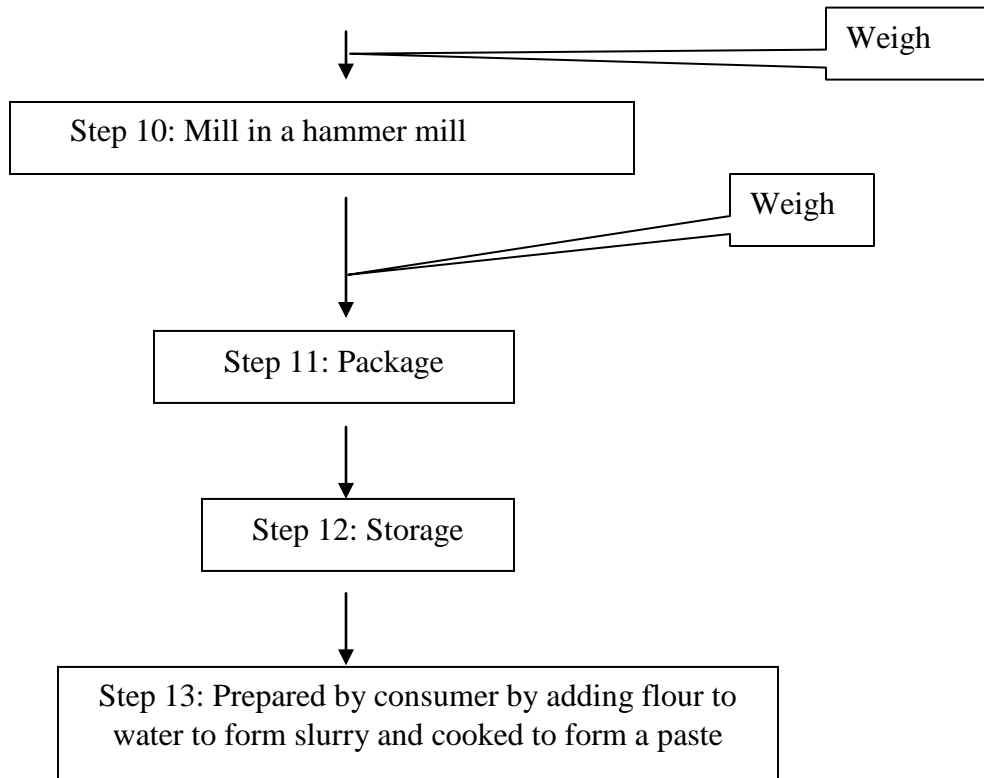 Weigh
Step 10: Mill in a hammer mill
Weigh
Step 11: Package
Step 12: Storage
Step 13: Prepared by consumer by adding flour to
water to form slurry and cooked to form a paste